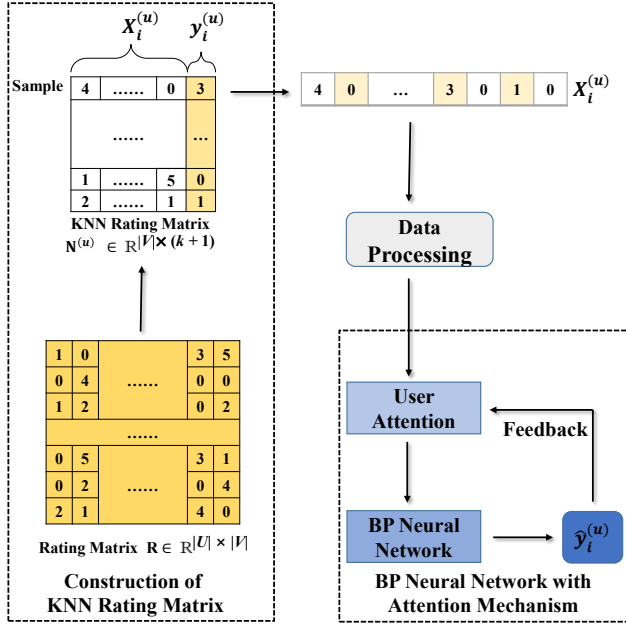 X_i^(u) y_i^(u)
Sample 4 ...... 0 3
...... ...
1 ...... 5 0
2 ...... 1 1
KNN Rating Matrix
N^(u) ∈ ℝ^|V|×(k+1)
1 0 3 5
0 4 ...... 0 0
1 2 0 2
......
0 5 3 1
0 2 ...... 0 4
2 1 4 0
Rating Matrix R ∈ ℝ^|U|×|V|
Construction of
KNN Rating Matrix
4 0 ... 3 0 1 0 X_i^(u)
Data
Processing
User
Attention
Feedback
BP Neural
Network
ŷ_i^(u)
BP Neural Network with
Attention Mechanism